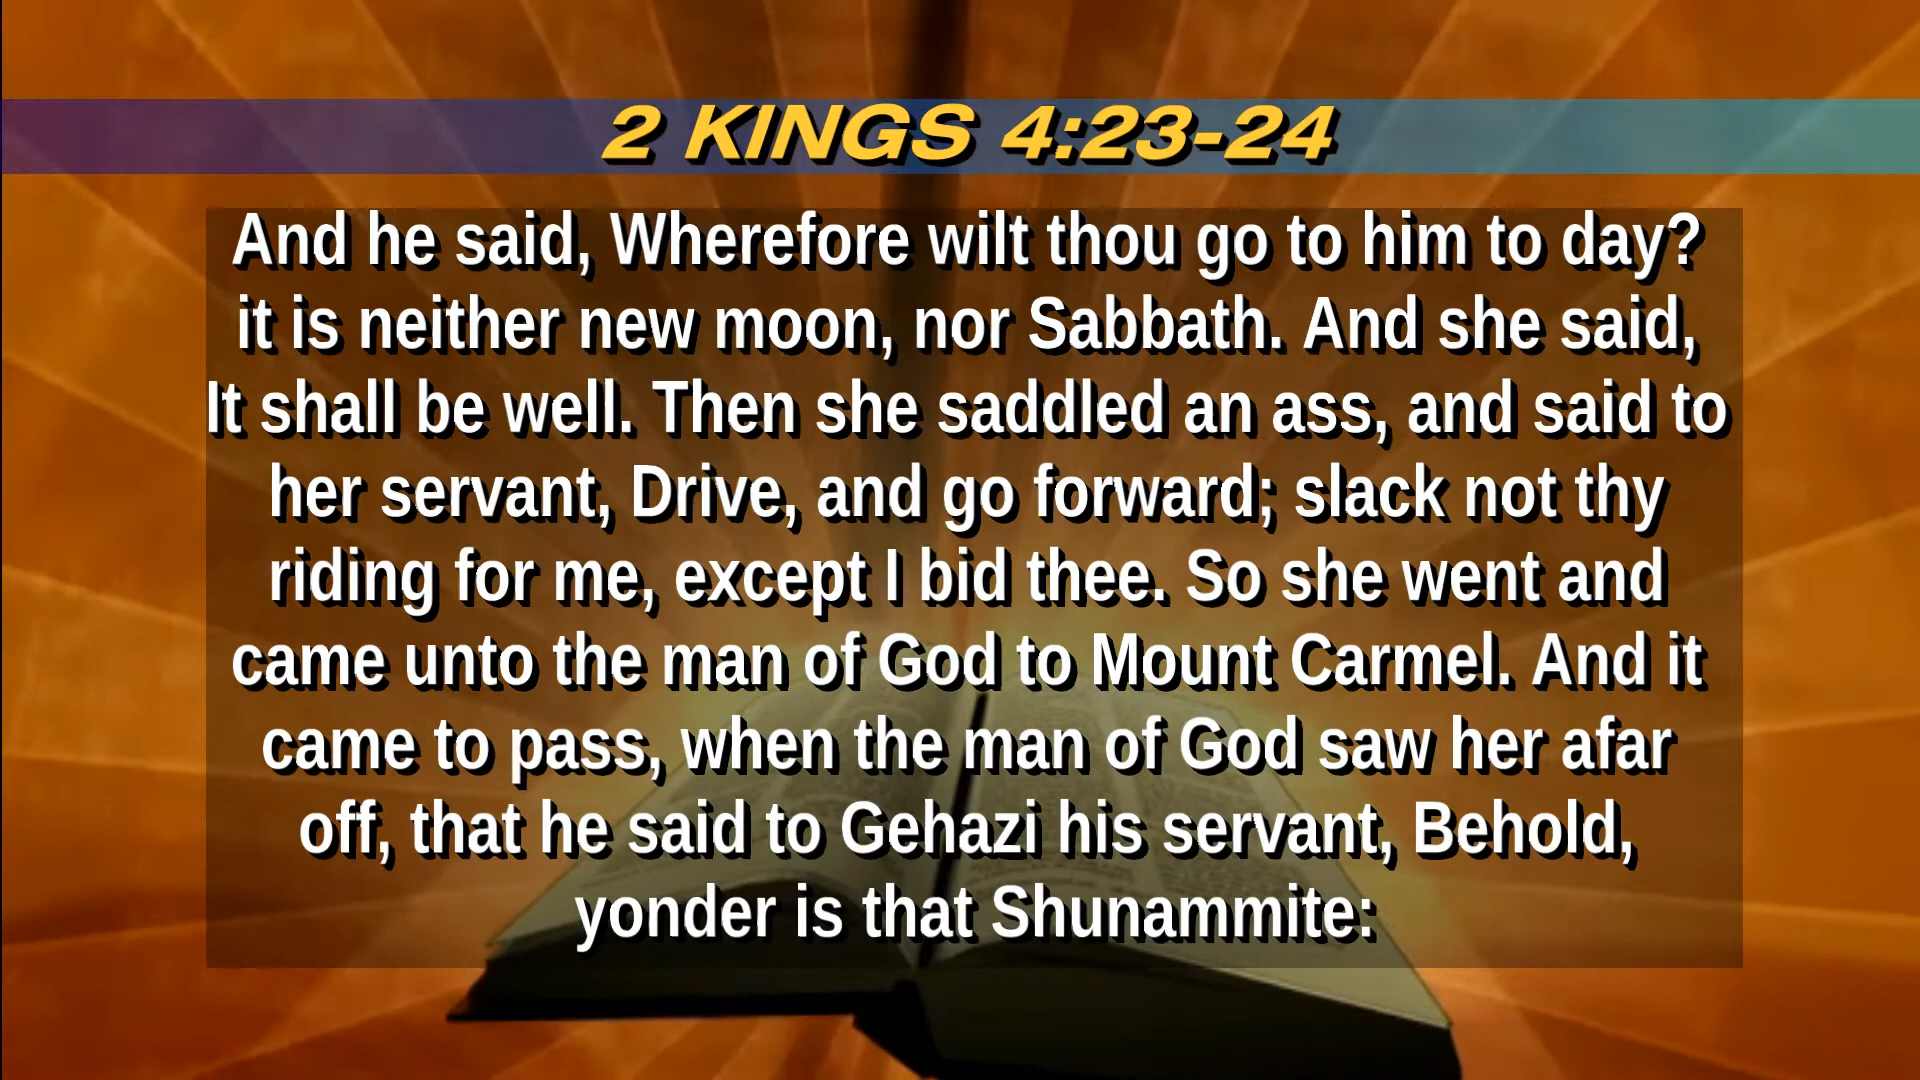 2 KINGS 4:23-24
And he said, Wherefore wilt thou go to him to day?
it is neither new moon, nor Sabbath. And she said,
It shall be well. Then she saddled an ass, and said to
her servant, Drive, and go forward; slack not thy
riding for me, except I bid thee. So she went and
came unto the man of God to Mount Carmel. And it
came to pass, when the man of God saw her afar
off, that he said to Gehazi his servant, Behold,
yonder is that Shunammite: